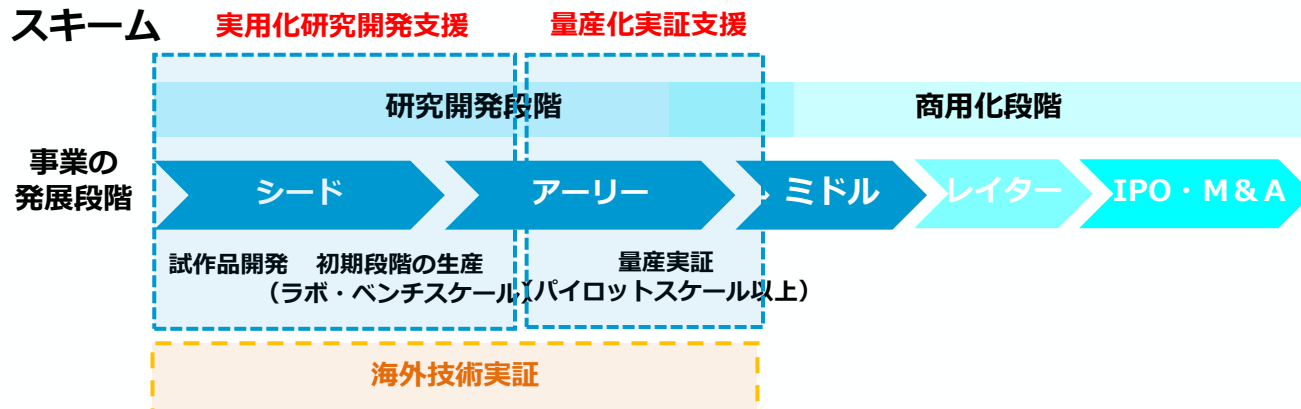 スキーム
実用化研究開発支援
量産化実証支援
研究開発段階
商用化段階
事業の
発展段階
シード
アーリー
ミドル
レイター
IPO・M&A
試作品開発 初期段階の生産
（ラボ・ベンチスケール）
量産実証
（パイロットスケール以上）
海外技術実証